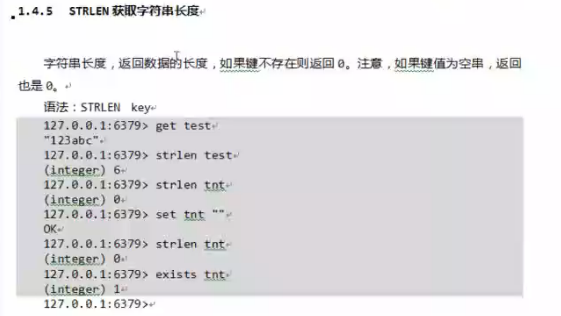 1.4.5 STRLEN 获取字符串长度
字符串长度，返回数据的长度，如果键不存在则返回0。注意，如果键值为空串，返回
也是0。
语法：STRLEN key
127.0.0.1:6379> get test
"123abc"
127.0.0.1:6379> strlen test
(integer) 6
127.0.0.1:6379> strlen tnt
(integer) 0
127.0.0.1:6379> set tnt ""
OK
127.0.0.1:6379> strlen tnt
(integer) 0
127.0.0.1:6379> exists tnt
(integer) 1
127.0.0.1:6379>